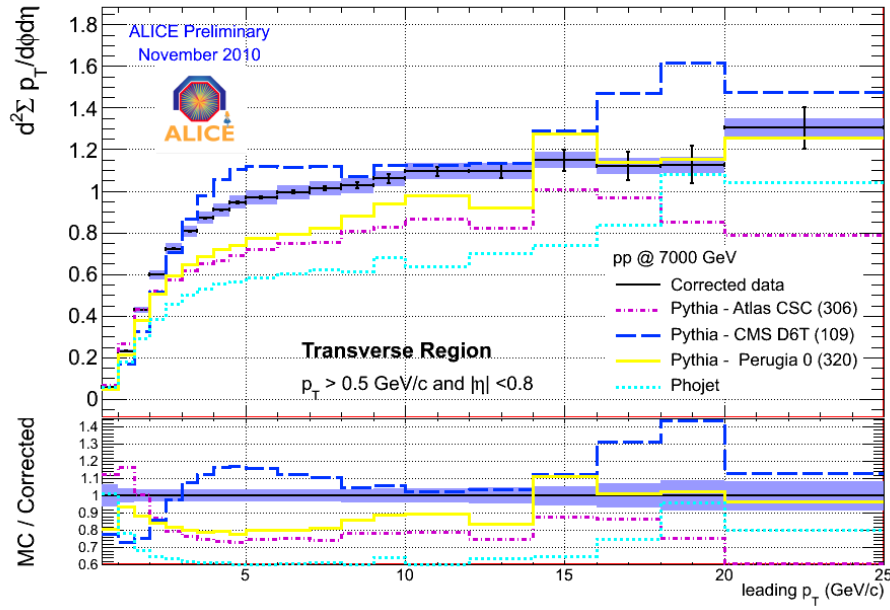 ALICE Preliminary
November 2010
ALICE
d²Σ p_T/dϕdη
1.8
1.6
1.4
1.2
1
0.8
0.6
0.4
0.2
0
pp @ 7000 GeV
Corrected data
Pythia - Atlas CSC (306)
Pythia - CMS D6T (109)
Pythia - Perugia 0 (320)
Phojet
Transverse Region
p_T > 0.5 GeV/c and |η| <0.8
MC / Corrected
1.4
1.3
1.2
1.1
1
0.9
0.8
0.7
0.6
5 10 15 20 25
leading p_T (GeV/c)